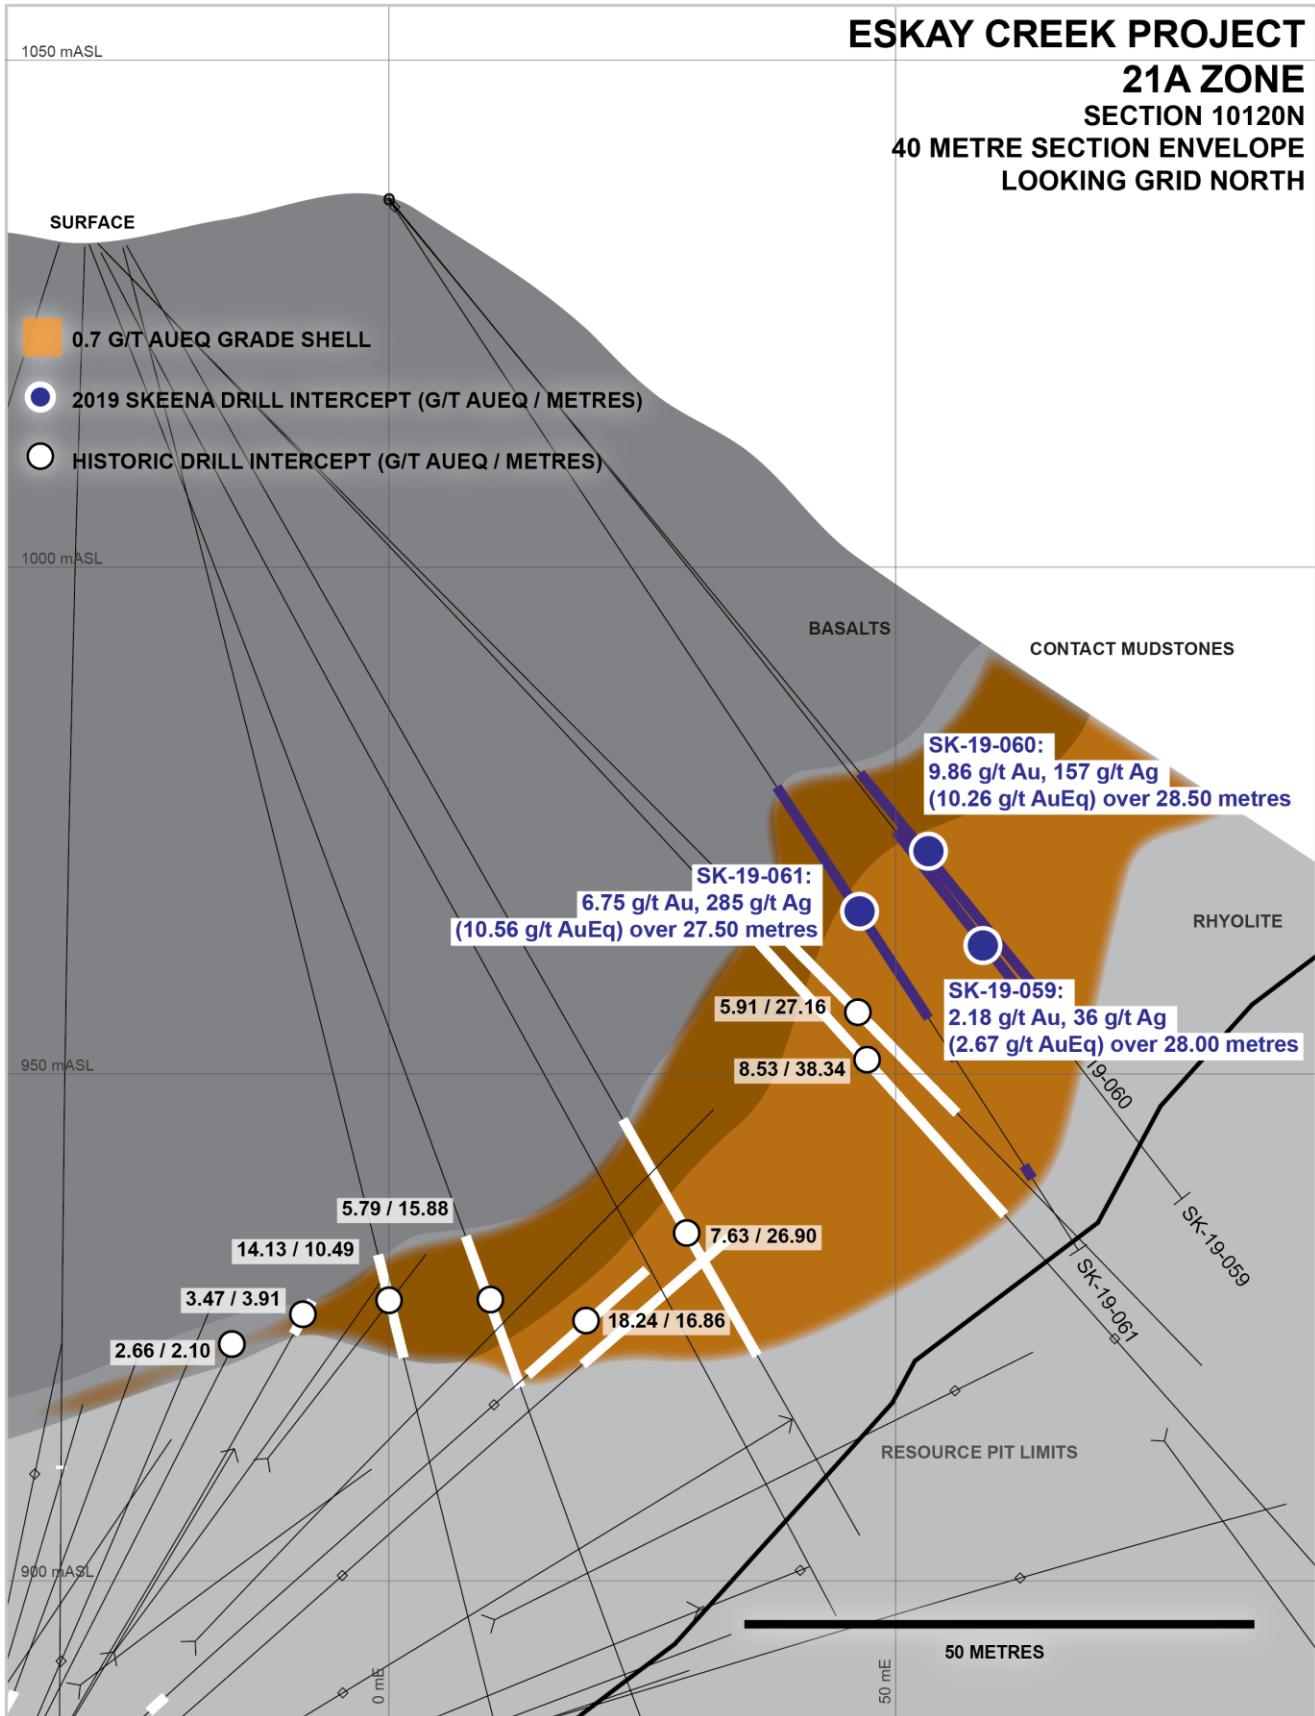 ESKAY CREEK PROJECT
21A ZONE
SECTION 10120N
40 METRE SECTION ENVELOPE
LOOKING GRID NORTH
1050 mASL
SURFACE
0.7 G/T AUEQ GRADE SHELL
2019 SKEENA DRILL INTERCEPT (G/T AUEQ / METRES)
HISTORIC DRILL INTERCEPT (G/T AUEQ / METRES)
1000 mASL
BASALTS
CONTACT MUDSTONES
SK-19-060:
9.86 g/t Au, 157 g/t Ag
(10.26 g/t AuEq) over 28.50 metres
SK-19-061:
6.75 g/t Au, 285 g/t Ag
(10.56 g/t AuEq) over 27.50 metres
RHYOLITE
SK-19-059:
2.18 g/t Au, 36 g/t Ag
(2.67 g/t AuEq) over 28.00 metres
5.91 / 27.16
8.53 / 38.34
950 mASL
19-060
SK-19-059
SK-19-061
5.79 / 15.88
14.13 / 10.49
7.63 / 26.90
3.47 / 3.91
18.24 / 16.86
2.66 / 2.10
RESOURCE PIT LIMITS
900 mASL
50 METRES
0 mE
50 mE